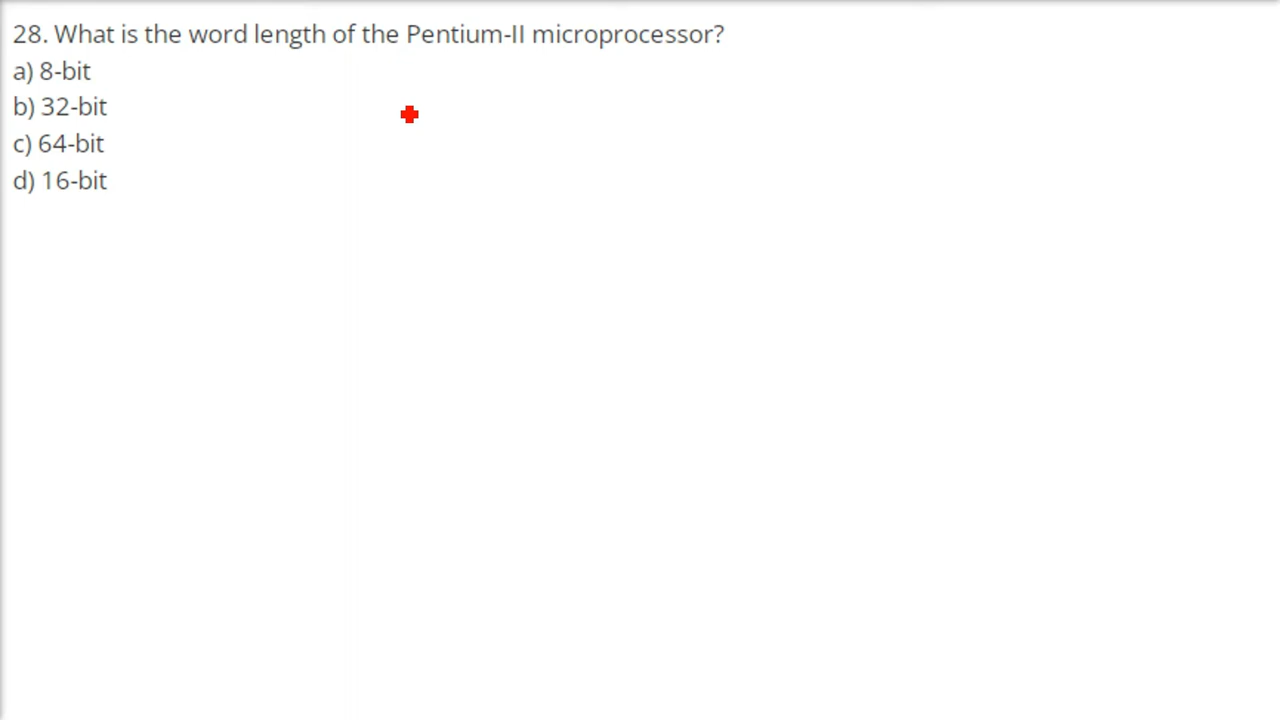 28. What is the word length of the Pentium-II microprocessor?
a) 8-bit
b) 32-bit
c) 64-bit
d) 16-bit